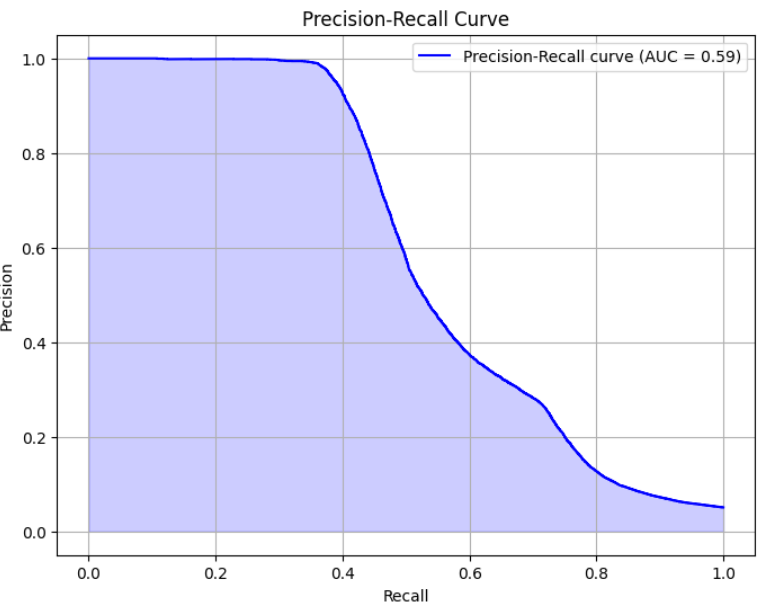 Precision-Recall Curve
Precision-Recall curve (AUC = 0.59)
1.0
0.8
0.6
0.4
0.2
0.0
Precision
0.0 0.2 0.4 0.6 0.8 1.0
Recall